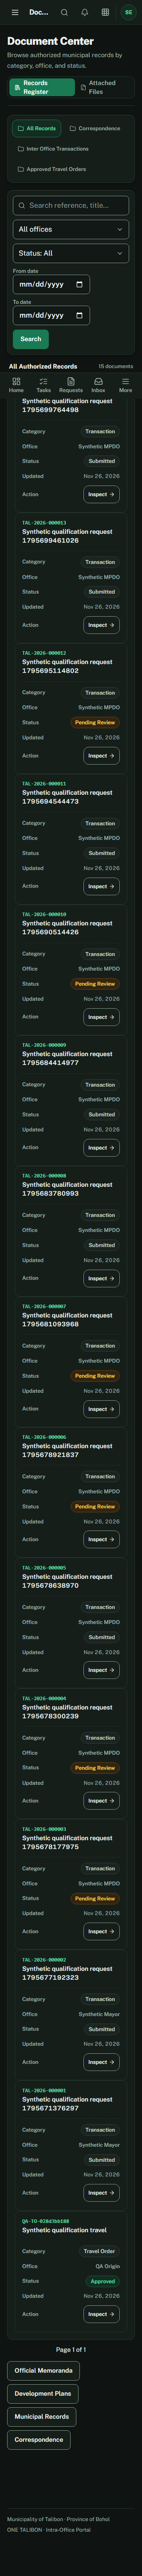 Doc...
SE
Document Center
Browse authorized municipal records by
category, office, and status.
Records
Register
Attached
Files
All Records
Correspondence
Inter Office Transactions
Approved Travel Orders
Search reference, title...
All offices
Status: All
From date
mm/dd/yyyy
To date
mm/dd/yyyy
Search
All Authorized Records
15 documents
Home
Tasks
Requests
Inbox
More
Synthetic qualification request
1795699764498
Category
Transaction
Office
Synthetic MPDO
Status
Submitted
Updated
Nov 26, 2026
Action
Inspect →
TAL-2026-000013
Synthetic qualification request
1795699461026
Category
Transaction
Office
Synthetic MPDO
Status
Submitted
Updated
Nov 26, 2026
Action
Inspect →
TAL-2026-000012
Synthetic qualification request
1795695114802
Category
Transaction
Office
Synthetic MPDO
Status
Pending Review
Updated
Nov 26, 2026
Action
Inspect →
TAL-2026-000011
Synthetic qualification request
1795694544473
Category
Transaction
Office
Synthetic MPDO
Status
Submitted
Updated
Nov 26, 2026
Action
Inspect →
TAL-2026-000010
Synthetic qualification request
1795690514426
Category
Transaction
Office
Synthetic MPDO
Status
Pending Review
Updated
Nov 26, 2026
Action
Inspect →
TAL-2026-000009
Synthetic qualification request
1795684414977
Category
Transaction
Office
Synthetic MPDO
Status
Submitted
Updated
Nov 26, 2026
Action
Inspect →
TAL-2026-000008
Synthetic qualification request
1795683780993
Category
Transaction
Office
Synthetic MPDO
Status
Submitted
Updated
Nov 26, 2026
Action
Inspect →
TAL-2026-000007
Synthetic qualification request
1795681093968
Category
Transaction
Office
Synthetic MPDO
Status
Pending Review
Updated
Nov 26, 2026
Action
Inspect →
TAL-2026-000006
Synthetic qualification request
1795678921837
Category
Transaction
Office
Synthetic MPDO
Status
Pending Review
Updated
Nov 26, 2026
Action
Inspect →
TAL-2026-000005
Synthetic qualification request
1795678638970
Category
Transaction
Office
Synthetic MPDO
Status
Submitted
Updated
Nov 26, 2026
Action
Inspect →
TAL-2026-000004
Synthetic qualification request
1795678300239
Category
Transaction
Office
Synthetic MPDO
Status
Pending Review
Updated
Nov 26, 2026
Action
Inspect →
TAL-2026-000003
Synthetic qualification request
1795678177975
Category
Transaction
Office
Synthetic MPDO
Status
Pending Review
Updated
Nov 26, 2026
Action
Inspect →
TAL-2026-000002
Synthetic qualification request
1795677192323
Category
Transaction
Office
Synthetic Mayor
Status
Submitted
Updated
Nov 26, 2026
Action
Inspect →
TAL-2026-000001
Synthetic qualification request
1795671376297
Category
Transaction
Office
Synthetic Mayor
Status
Submitted
Updated
Nov 26, 2026
Action
Inspect →
Synthetic qualification travel
Category
Travel Order
Office
QA Origin
Status
Approved
Updated
Nov 26, 2026
Action
Inspect →
Page 1 of 1
Official Memoranda
Development Plans
Municipal Records
Correspondence
Municipality of Talibon · Province of Bohol
ONE TALIBON · Intra-Office Portal